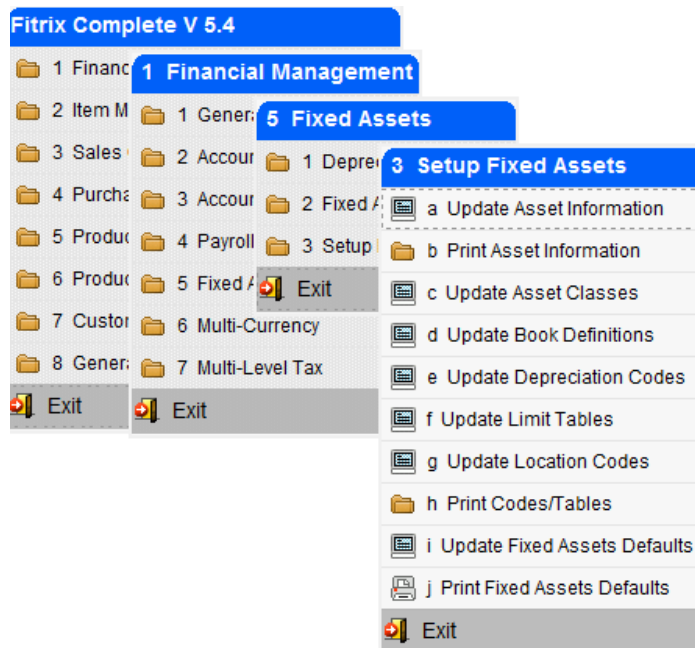 Fitrix Complete V 5.4
1 Financ
2 Item M
3 Sales
4 Purcha
5 Produc
6 Produc
7 Custor
8 Genera
Exit
1 Financial Management
1 Genera
2 Accour
3 Accour
4 Payroll
5 Fixed A
6 Multi-Currency
7 Multi-Level Tax
Exit
5 Fixed Assets
1 Depre
2 Fixed A
3 Setup
Exit
3 Setup Fixed Assets
a Update Asset Information
b Print Asset Information
c Update Asset Classes
d Update Book Definitions
e Update Depreciation Codes
f Update Limit Tables
g Update Location Codes
h Print Codes/Tables
i Update Fixed Assets Defaults
j Print Fixed Assets Defaults
Exit